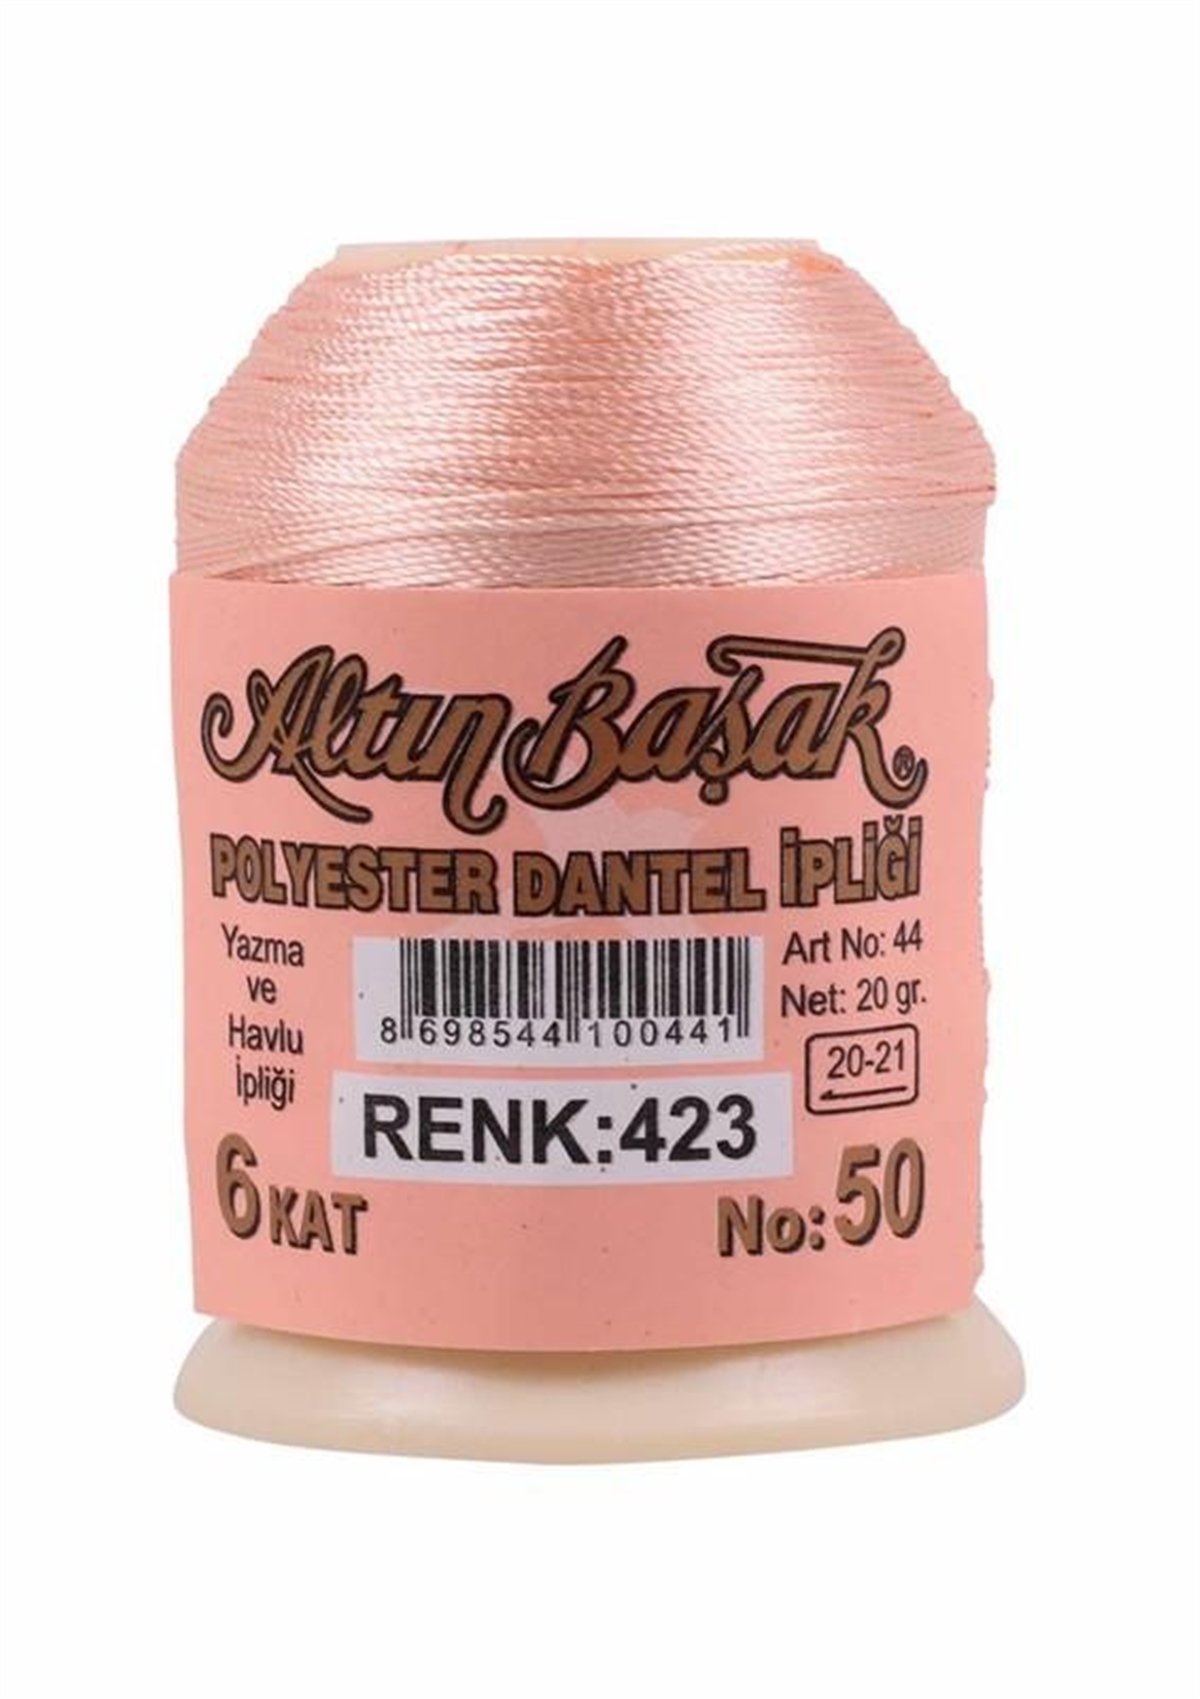 Altın Başak®
POLYESTER DANTEL İPLİĞİ
Yazma
ve
Havlu
İpliği
8 698544 100441
Art No: 44
Net: 20 gr.
20-21
RENK:423
6 KAT
No: 50